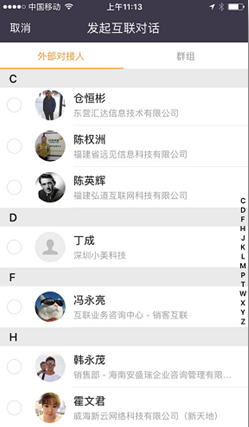 中国移动 上午11:13
取消 发起互联对话
外部对接人 群组
C
仓恒彬
东营汇达信息技术有限公司
陈权洲
福建省远见信息科技有限公司
陈英辉
福建弘道互联网科技有限公司
D
丁成
深圳小美科技
F
冯永亮
互联业务咨询中心 - 销客互联
H
韩永茂
销售部 - 海南安盛瑞企业咨询管理有限...
霍文君
威海新云网络科技有限公司（新天地）
C
D
F
H
J
K
L
M
P
T
W
X
Y
Z